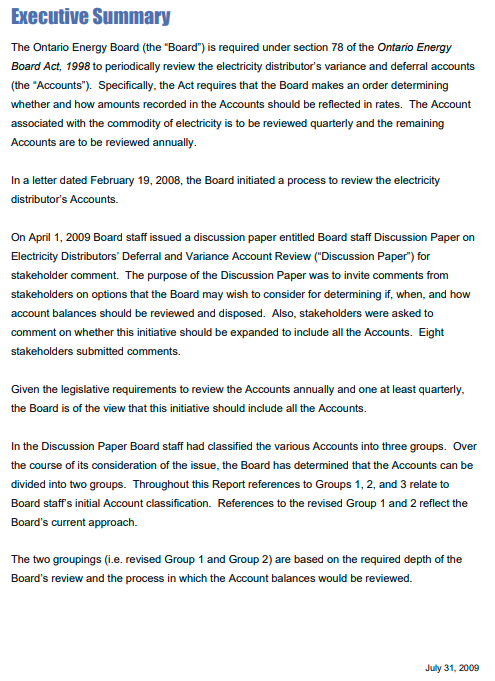 Executive Summary
The Ontario Energy Board (the “Board”) is required under section 78 of the Ontario Energy
Board Act, 1998 to periodically review the electricity distributor’s variance and deferral accounts
(the “Accounts”).  Specifically, the Act requires that the Board makes an order determining
whether and how amounts recorded in the Accounts should be reflected in rates.  The Account
associated with the commodity of electricity is to be reviewed quarterly and the remaining
Accounts are to be reviewed annually.
In a letter dated February 19, 2008, the Board initiated a process to review the electricity
distributor’s Accounts.
On April 1, 2009 Board staff issued a discussion paper entitled Board staff Discussion Paper on
Electricity Distributors’ Deferral and Variance Account Review (“Discussion Paper”) for
stakeholder comment.  The purpose of the Discussion Paper was to invite comments from
stakeholders on options that the Board may wish to consider for determining if, when, and how
account balances should be reviewed and disposed.  Also, stakeholders were asked to
comment on whether this initiative should be expanded to include all the Accounts.  Eight
stakeholders submitted comments.
Given the legislative requirements to review the Accounts annually and one at least quarterly,
the Board is of the view that this initiative should include all the Accounts.
In the Discussion Paper Board staff had classified the various Accounts into three groups.  Over
the course of its consideration of the issue, the Board has determined that the Accounts can be
divided into two groups.  Throughout this Report references to Groups 1, 2, and 3 relate to
Board staff’s initial Account classification.  References to the revised Group 1 and 2 reflect the
Board’s current approach.
The two groupings (i.e. revised Group 1 and Group 2) are based on the required depth of the
Board’s review and the process in which the Account balances would be reviewed.
July 31, 2009